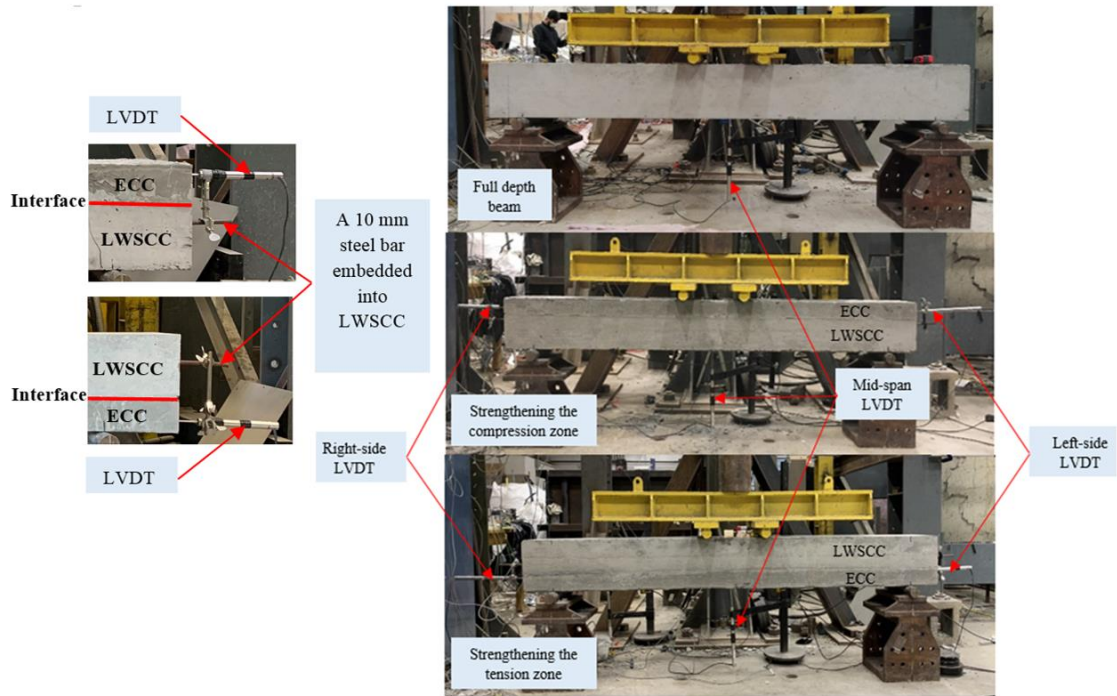 LVDT
ECC
Interface
LWSCC
A 10 mm
steel bar
embedded
into
LWSCC
LWSCC
Interface
ECC
LVDT
Right-side
LVDT
Full depth
beam
ECC
LWSCC
Strengthening the
compression zone
Mid-span
LVDT
Left-side
LVDT
LWSCC
ECC
Strengthening the
tension zone